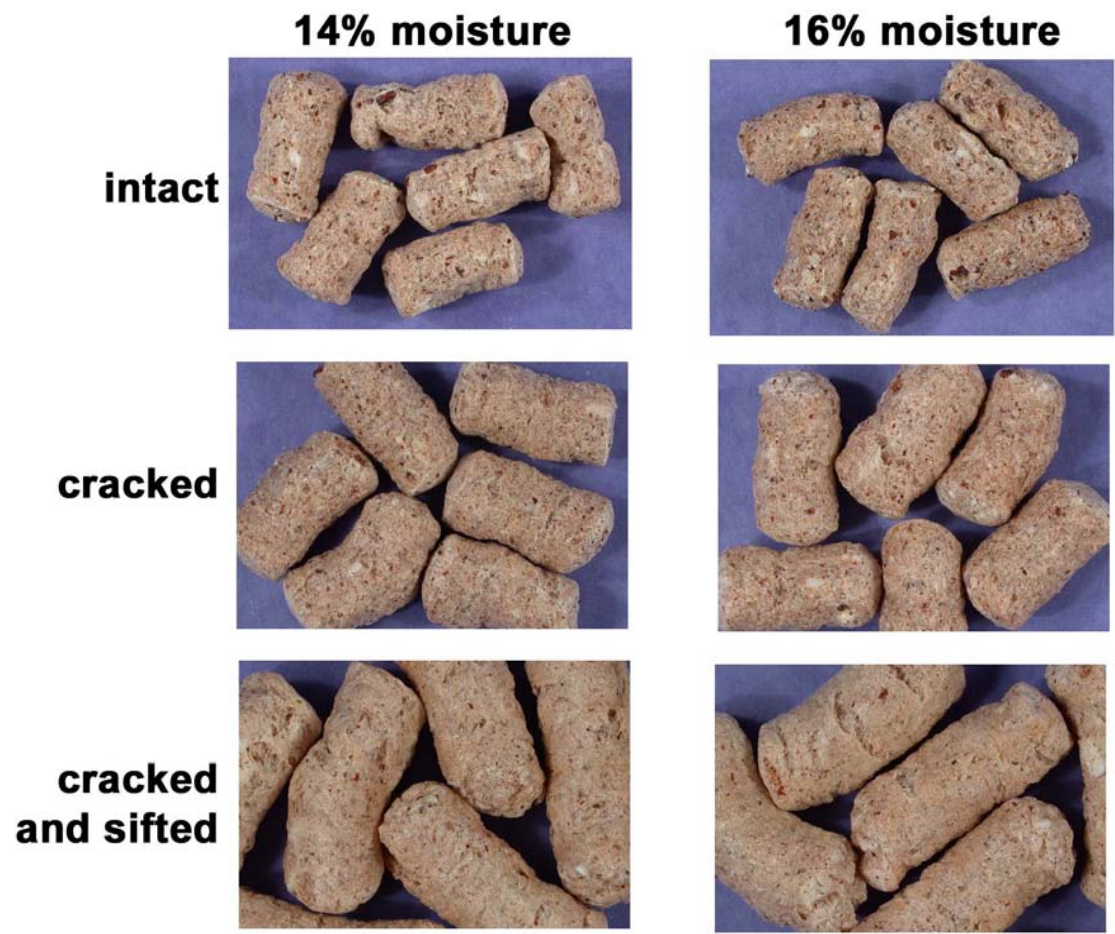 14% moisture
16% moisture
intact
cracked
cracked
and sifted